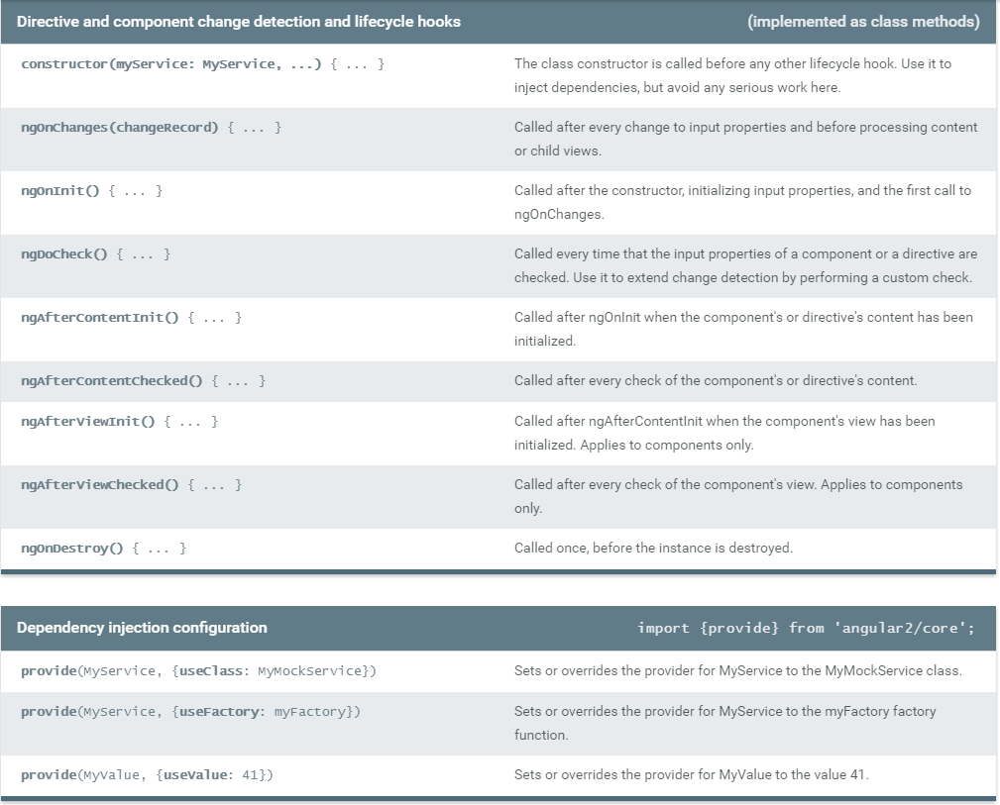 Directive and component change detection and lifecycle hooks (implemented as class methods)
constructor(myService: MyService, ...) { ... } The class constructor is called before any other lifecycle hook. Use it to
inject dependencies, but avoid any serious work here.
ngOnChanges(changeRecord) { ... } Called after every change to input properties and before processing content
or child views.
ngOnInit() { ... } Called after the constructor, initializing input properties, and the first call to
ngOnChanges.
ngDoCheck() { ... } Called every time that the input properties of a component or a directive are
checked. Use it to extend change detection by performing a custom check.
ngAfterContentInit() { ... } Called after ngOnInit when the component's or directive's content has been
initialized.
ngAfterContentChecked() { ... } Called after every check of the component's or directive's content.
ngAfterViewInit() { ... } Called after ngAfterContentInit when the component's view has been
initialized. Applies to components only.
ngAfterViewChecked() { ... } Called after every check of the component's view. Applies to components
only.
ngOnDestroy() { ... } Called once, before the instance is destroyed.
Dependency injection configuration import {provide} from 'angular2/core';
provide(MyService, {useClass: MyMockService}) Sets or overrides the provider for MyService to the MyMockService class.
provide(MyService, {useFactory: myFactory}) Sets or overrides the provider for MyService to the myFactory factory
function.
provide(MyValue, {useValue: 41}) Sets or overrides the provider for MyValue to the value 41.